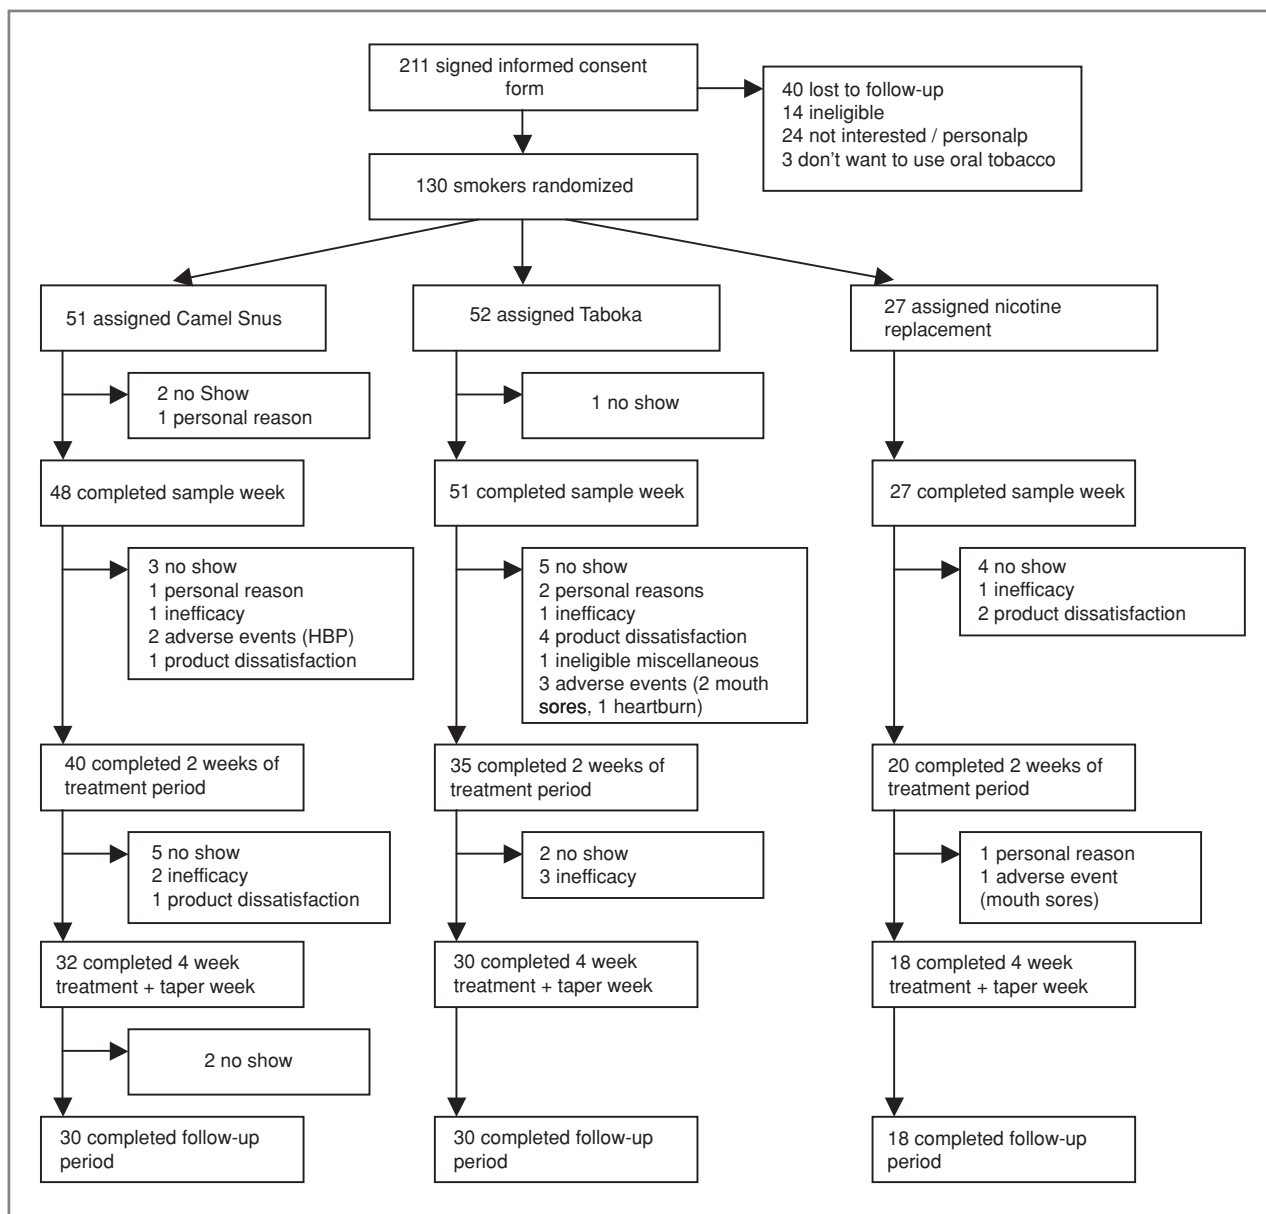 211 signed informed consent
form
40 lost to follow-up
14 ineligible
24 not interested / personalp
3 don't want to use oral tobacco
130 smokers randomized
51 assigned Camel Snus
52 assigned Taboka
27 assigned nicotine
replacement
2 no Show
1 personal reason
1 no show
48 completed sample week
51 completed sample week
27 completed sample week
3 no show
1 personal reason
1 inefficacy
2 adverse events (HBP)
1 product dissatisfaction
5 no show
2 personal reasons
1 inefficacy
4 product dissatisfaction
1 ineligible miscellaneous
3 adverse events (2 mouth
sores, 1 heartburn)
4 no show
1 inefficacy
2 product dissatisfaction
40 completed 2 weeks of
treatment period
35 completed 2 weeks of
treatment period
20 completed 2 weeks of
treatment period
5 no show
2 inefficacy
1 product dissatisfaction
2 no show
3 inefficacy
1 personal reason
1 adverse event
(mouth sores)
32 completed 4 week
treatment + taper week
30 completed 4 week
treatment + taper week
18 completed 4 week
treatment + taper week
2 no show
30 completed follow-up
period
30 completed follow-up
period
18 completed follow-up
period